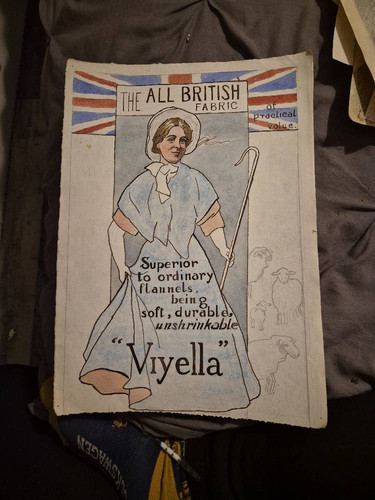 THE ALL BRITISH
FABRIC
of
practical
value.
Superior
to ordinary
flannels,
being
soft, durable,
unshrinkable
"Viyella"